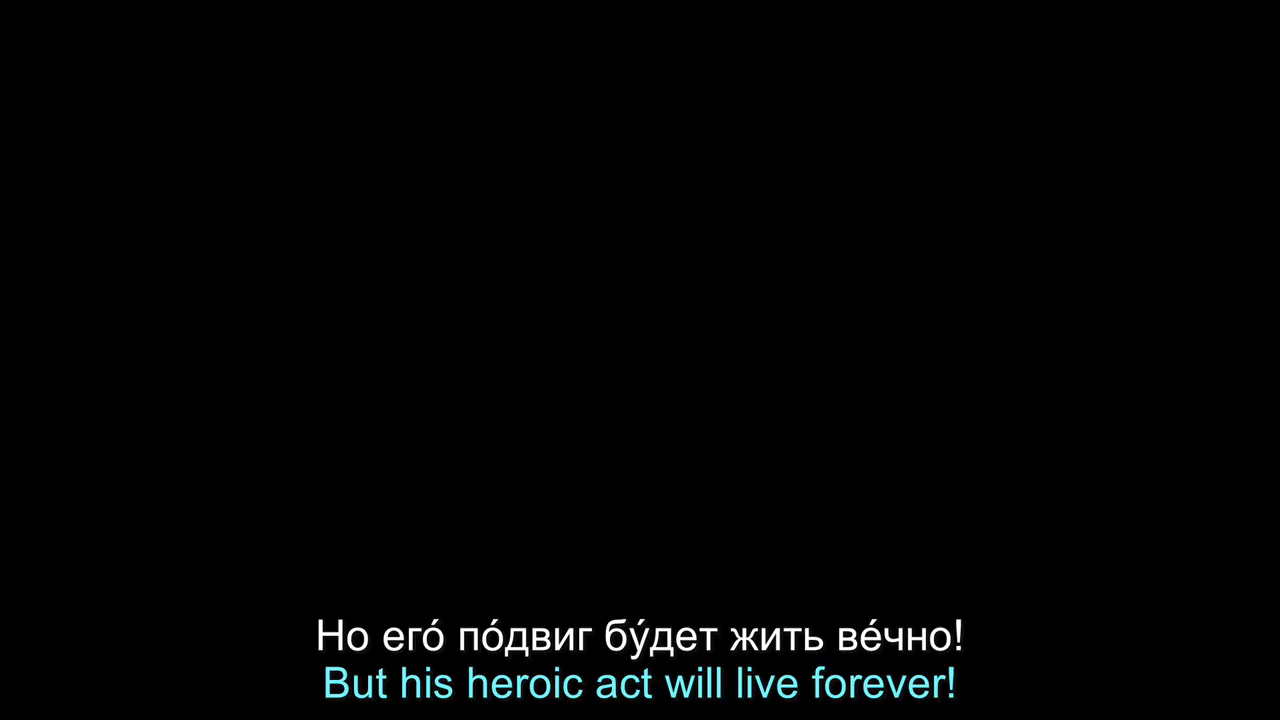 Но его́ по́двиг бу́дет жить ве́чно!
But his heroic act will live forever!